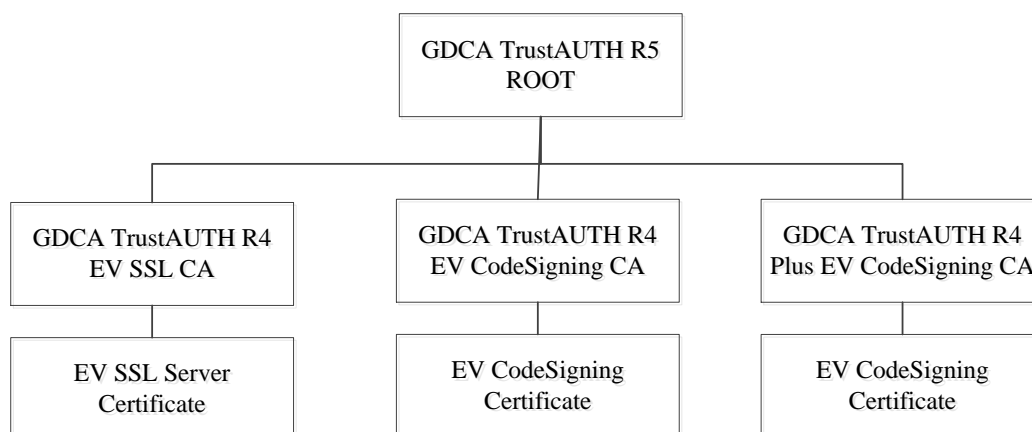 GDCA TrustAUTH R5
ROOT
GDCA TrustAUTH R4
EV SSL CA
GDCA TrustAUTH R4
EV CodeSigning CA
GDCA TrustAUTH R4
Plus EV CodeSigning CA
EV SSL Server
Certificate
EV CodeSigning
Certificate
EV CodeSigning
Certificate